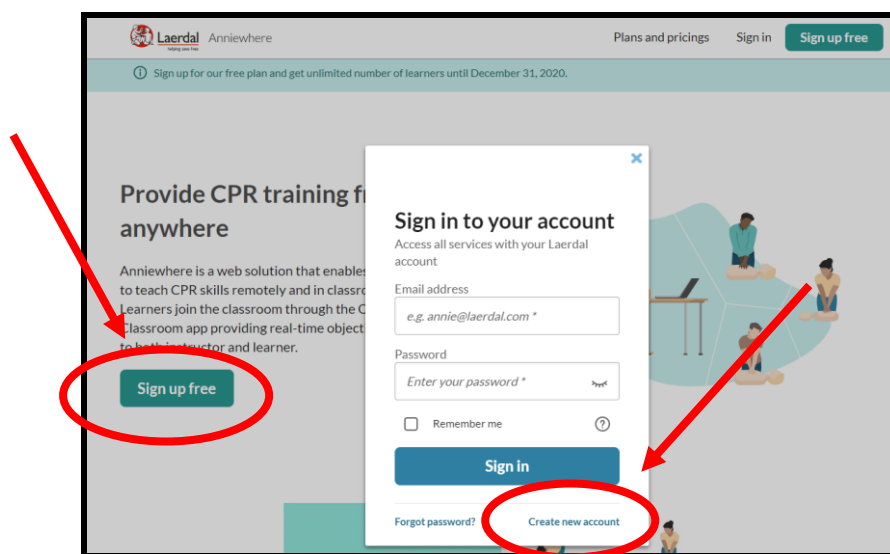 Laerdal Anniewhere
helping save lives
Plans and pricings
Sign in
Sign up free
Sign up for our free plan and get unlimited number of learners until December 31, 2020.
Provide CPR training
anywhere
Anniewhere is a web solution that enables
to teach CPR skills remotely and in
Learners join the classroom through the
Classroom app providing real-time
to both instructor and learner.
Sign up free
Sign in to your account
Access all services with your Laerdal
account
Email address
e.g. annie@laerdal.com *
Password
Enter your password *
Remember me
Sign in
Forgot password?
Create new account